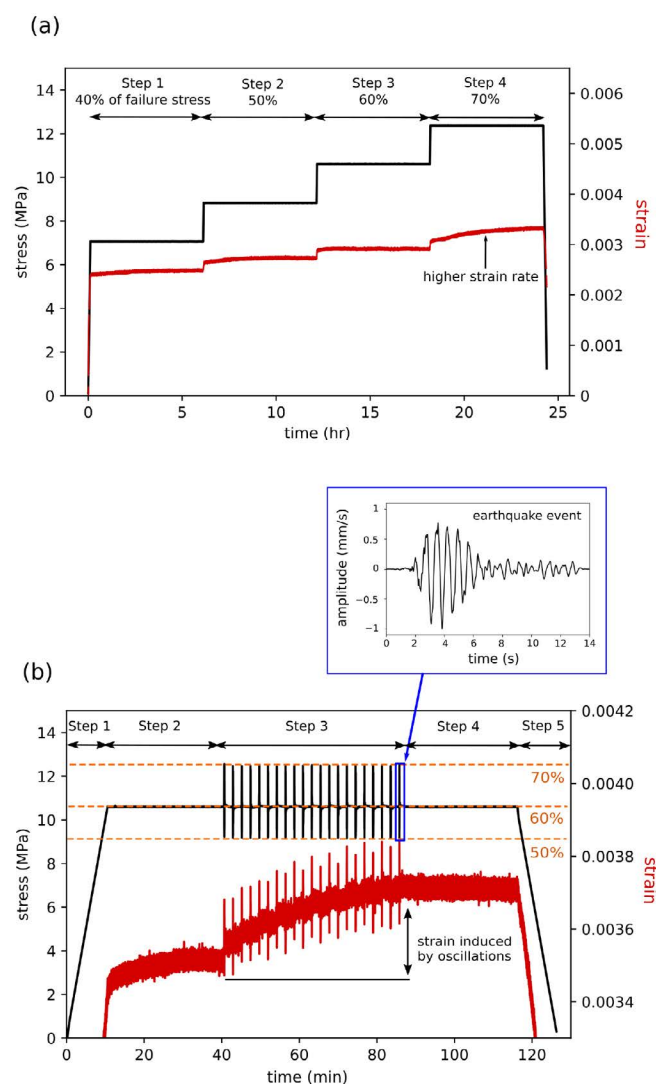 (a)
Step 1
40% of failure stress
Step 2
50%
Step 3
60%
Step 4
70%
14
12
10
8
6
4
2
0
stress (MPa)
0.006
0.005
0.004
0.003
0.002
0.001
0
strain
higher strain rate
0
5
10
15
20
25
time (hr)
earthquake event
1
0.5
0
−0.5
−1
amplitude (mm/s)
0
2
4
6
8
10
12
14
time (s)
(b)
Step 1
Step 2
Step 3
Step 4
Step 5
14
12
10
8
6
4
2
0
stress (MPa)
70%
60%
50%
0.0042
0.0040
0.0038
0.0036
0.0034
strain
strain induced
by oscillations
0
20
40
60
80
100
120
time (min)